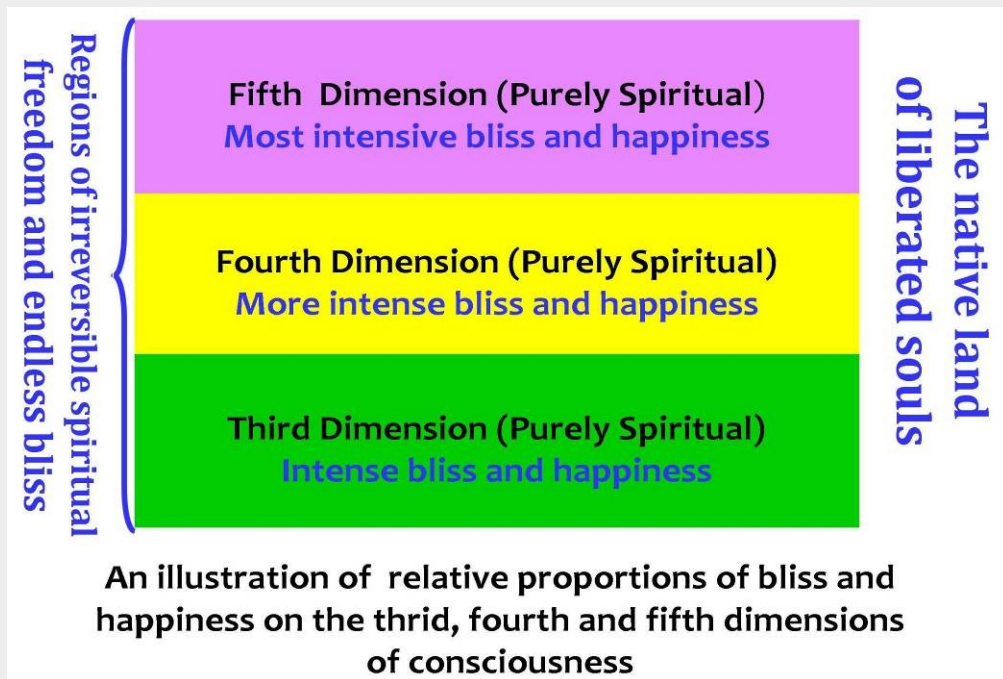 Regions of irreversible spiritual
freedom and endless bliss
Fifth Dimension (Purely Spiritual)
Most intensive bliss and happiness
Fourth Dimension (Purely Spiritual)
More intense bliss and happiness
Third Dimension (Purely Spiritual)
Intense bliss and happiness
The native land
of liberated souls
An illustration of relative proportions of bliss and
happiness on the thrid, fourth and fifth dimensions
of consciousness